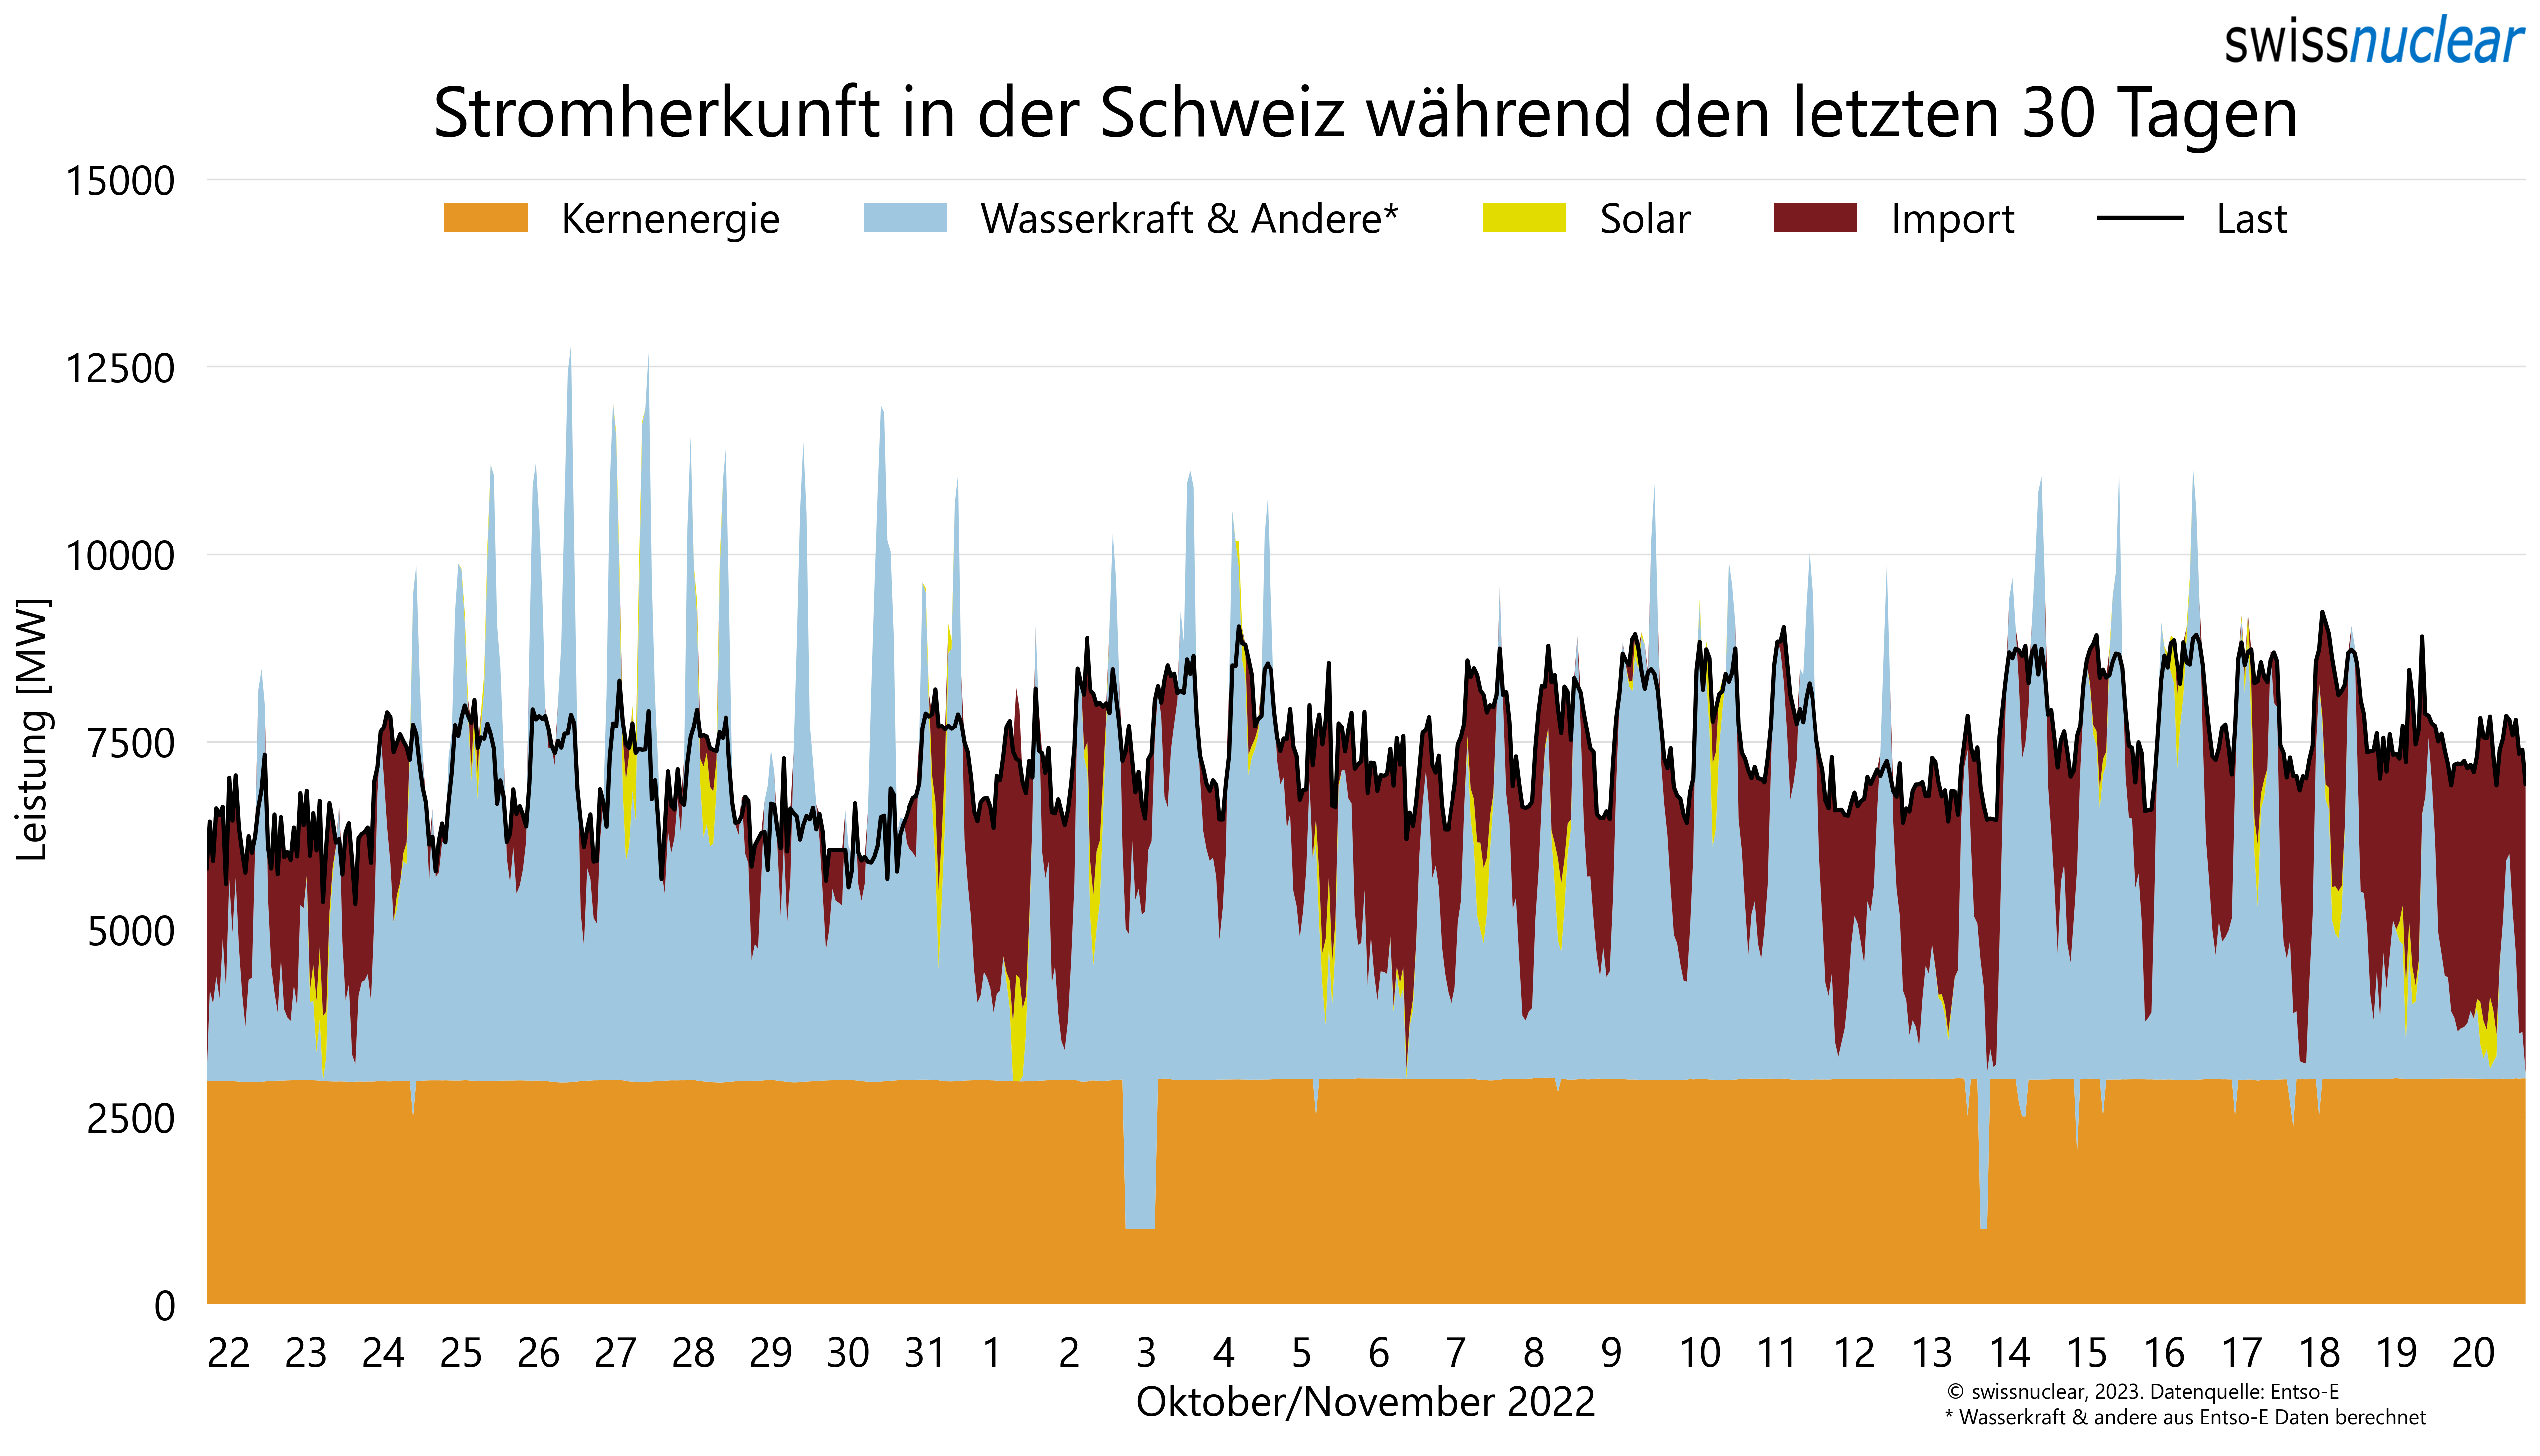 swissnuclear
Stromherkunft in der Schweiz während den letzten 30 Tagen
15000
Kernenergie Wasserkraft & Andere* Solar Import Last
12500
10000
7500
5000
2500
0
Leistung [MW]
22 23 24 25 26 27 28 29 30 31 1 2 3 4 5 6 7 8 9 10 11 12 13 14 15 16 17 18 19 20
Oktober/November 2022
© swissnuclear, 2023. Datenquelle: Entso-E
* Wasserkraft & andere aus Entso-E Daten berechnet